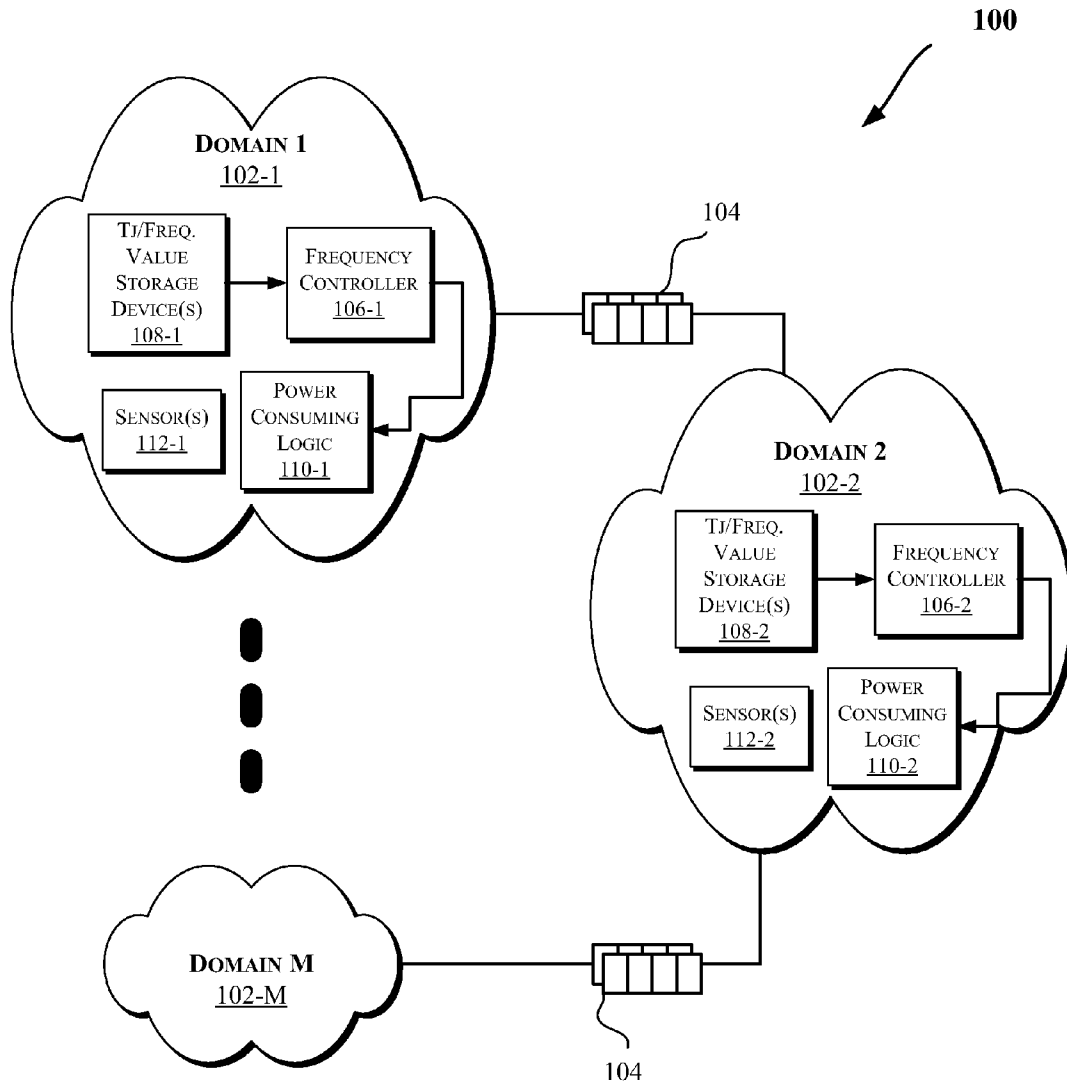 100
DOMAIN 1
102-1
TJ/FREQ.
VALUE
STORAGE
DEVICE(S)
108-1
FREQUENCY
CONTROLLER
106-1
SENSOR(S)
112-1
POWER
CONSUMING
LOGIC
110-1
104
DOMAIN 2
102-2
TJ/FREQ.
VALUE
STORAGE
DEVICE(S)
108-2
FREQUENCY
CONTROLLER
106-2
SENSOR(S)
112-2
POWER
CONSUMING
LOGIC
110-2
DOMAIN M
102-M
104